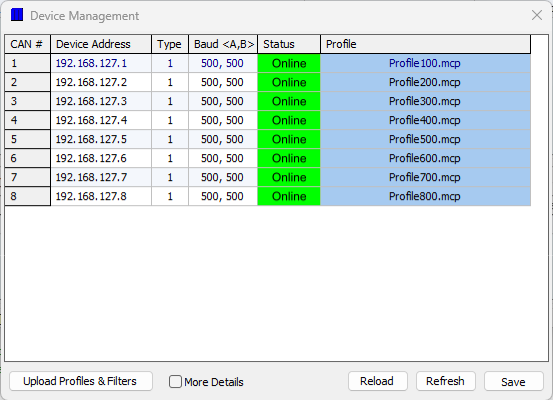 Device Management
CAN # Device Address Type Baud <A,B> Status Profile
1 192.168.127.1 1 500, 500 Online Profile100.mcp
2 192.168.127.2 1 500, 500 Online Profile200.mcp
3 192.168.127.3 1 500, 500 Online Profile300.mcp
4 192.168.127.4 1 500, 500 Online Profile400.mcp
5 192.168.127.5 1 500, 500 Online Profile500.mcp
6 192.168.127.6 1 500, 500 Online Profile600.mcp
7 192.168.127.7 1 500, 500 Online Profile700.mcp
8 192.168.127.8 1 500, 500 Online Profile800.mcp
Upload Profiles & Filters More Details Reload Refresh Save